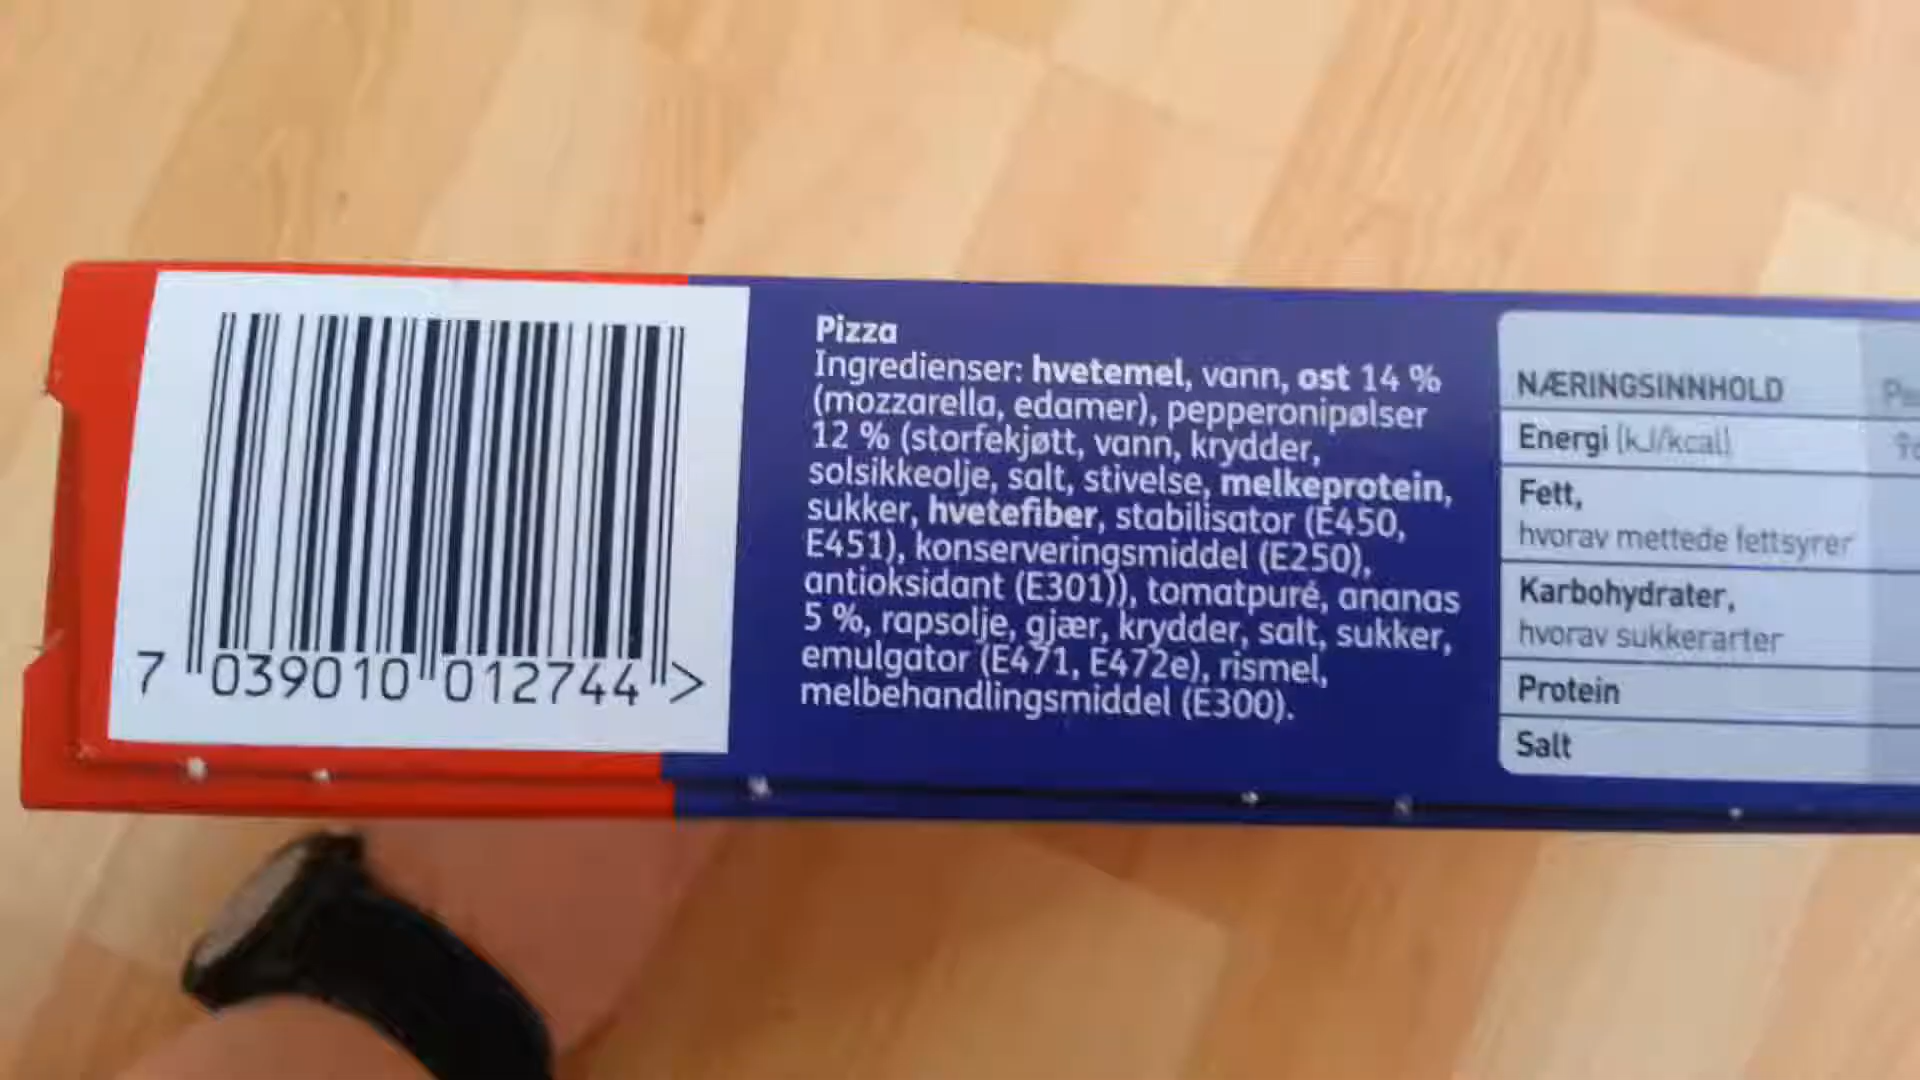 Pizza
Ingredienser: hvetemel, vann, ost 14 %
(mozzarella, edamer), pepperonipølser
12 % (storfekjøtt, vann, krydder,
solsikkeolje, salt, stivelse, melkeprotein,
sukker, hvetefiber, stabilisator (E450,
E451), konserveringsmiddel (E250),
antioksidant (E301)), tomatpuré, ananas
5 %, rapsolje, gjær, krydder, salt, sukker,
emulgator (E471, E472e), rismel,
melbehandlingsmiddel (E300).
7 039010 012744 >
NÆRINGSINNHOLD
Energi (kJ/kcal)
Fett,
hvorav mettede fettsyrer
Karbohydrater,
hvorav sukkerarter
Protein
Salt